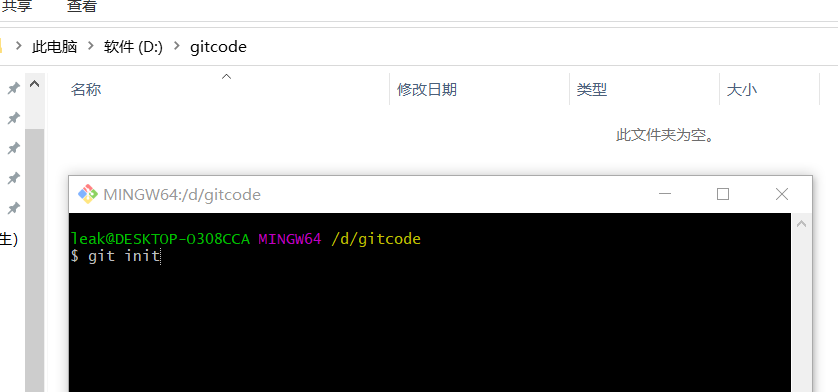 共享 查看
此电脑 软件 (D:) gitcode
名称 修改日期 类型 大小
此文件夹为空。
MINGW64:/d/gitcode
生)
leak@DESKTOP-O308CCA MINGW64 /d/gitcode
$ git init